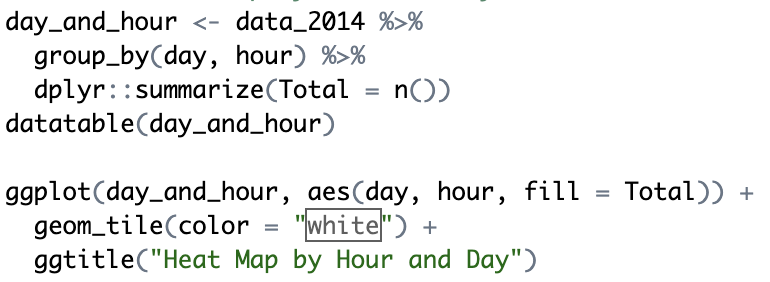 day_and_hour <- data_2014 %>%
  group_by(day, hour) %>%
  dplyr::summarize(Total = n())
datatable(day_and_hour)

ggplot(day_and_hour, aes(day, hour, fill = Total)) +
  geom_tile(color = "white") +
  ggtitle("Heat Map by Hour and Day")